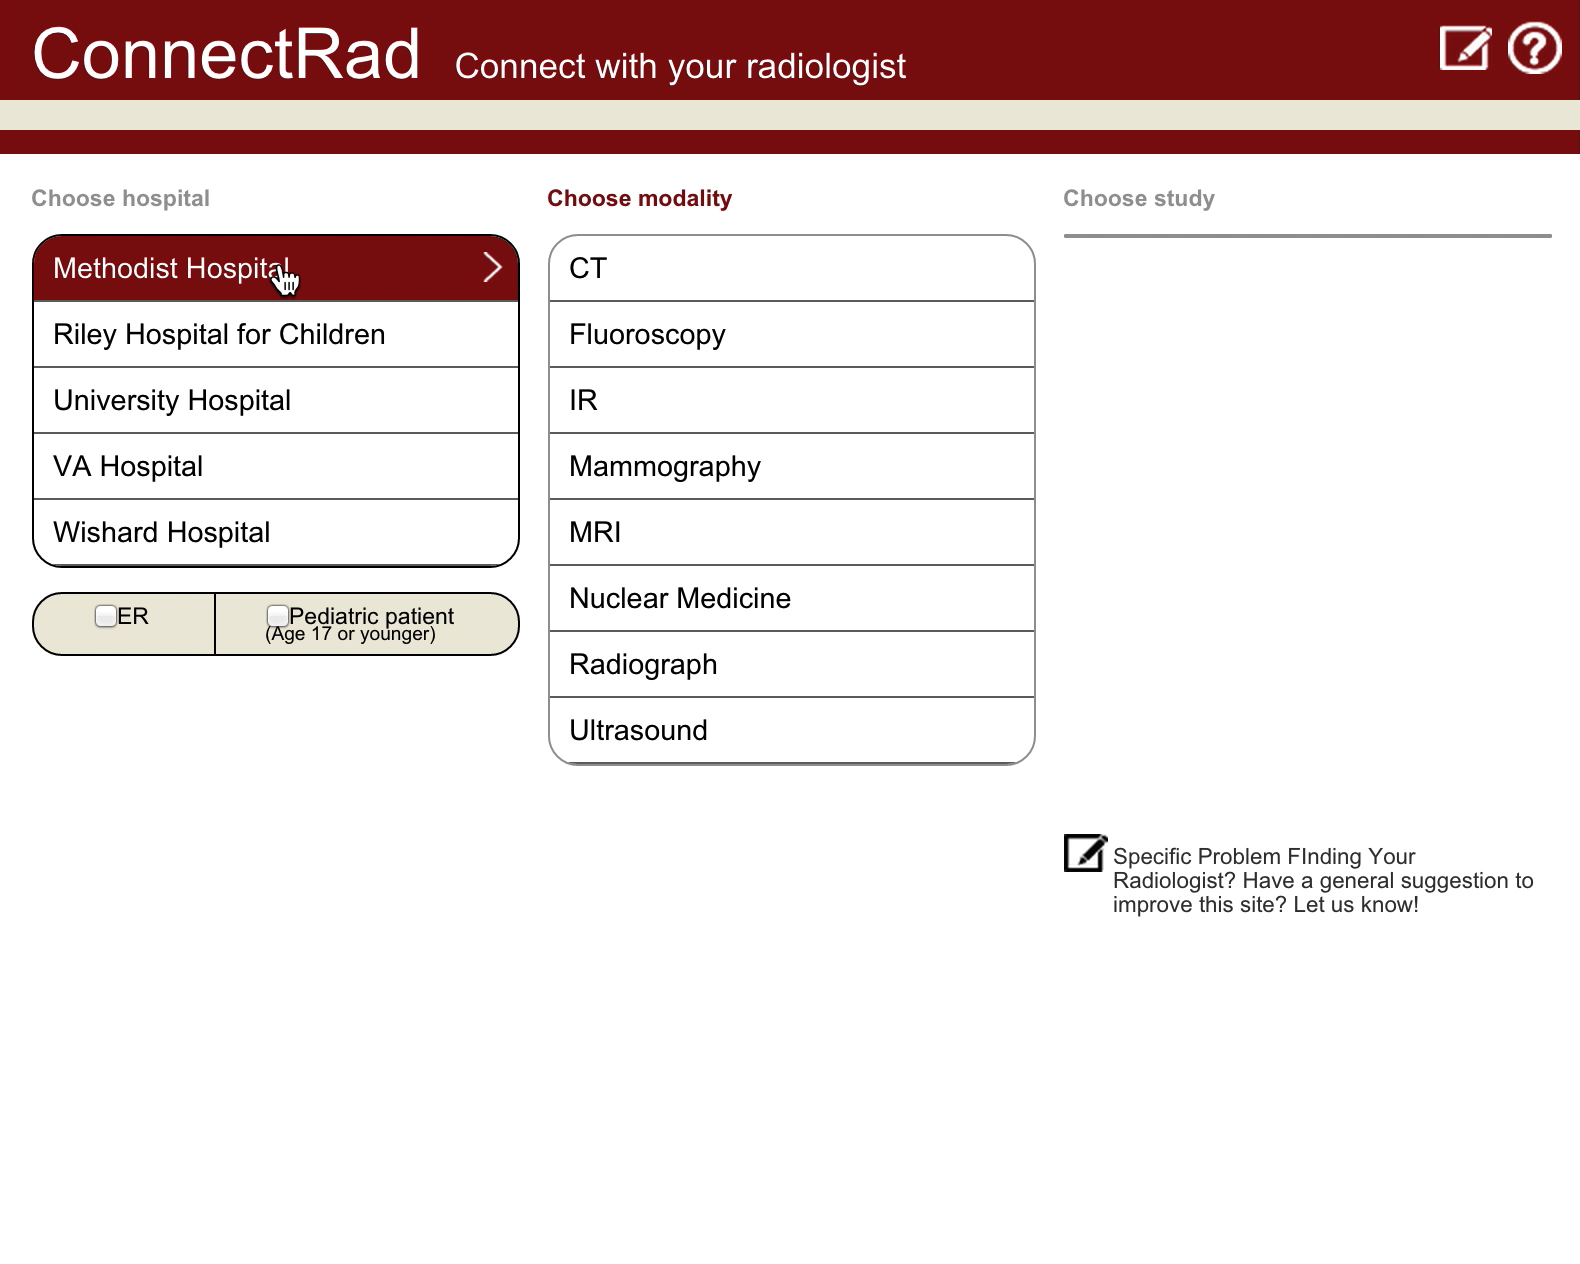 ConnectRad Connect with your radiologist
Choose hospital
Methodist Hospital
Riley Hospital for Children
University Hospital
VA Hospital
Wishard Hospital
ER
Pediatric patient
(Age 17 or younger)
Choose modality
CT
Fluoroscopy
IR
Mammography
MRI
Nuclear Medicine
Radiograph
Ultrasound
Choose study
Specific Problem FInding Your
Radiologist? Have a general suggestion to
improve this site? Let us know!